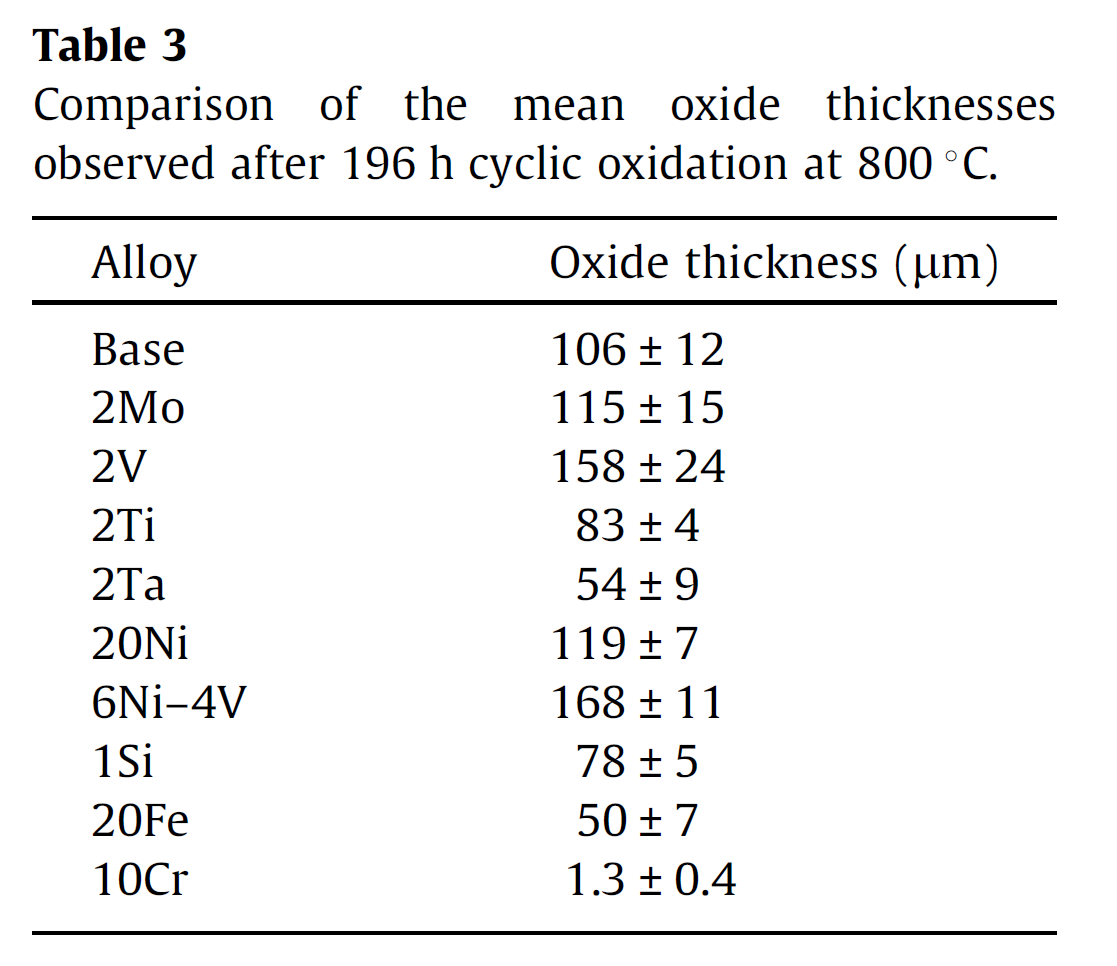 Table 3
Comparison of the mean oxide thicknesses
observed after 196 h cyclic oxidation at 800 °C.
Alloy Oxide thickness (μm)
Base 106 ± 12
2Mo 115 ± 15
2V 158 ± 24
2Ti 83 ± 4
2Ta 54 ± 9
20Ni 119 ± 7
6Ni–4V 168 ± 11
1Si 78 ± 5
20Fe 50 ± 7
10Cr 1.3 ± 0.4